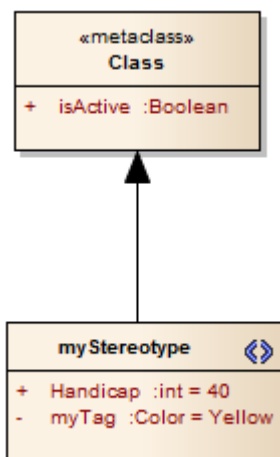 «metaclass»
Class
+ isActive :Boolean
myStereotype
+ Handicap :int = 40
- myTag :Color = Yellow